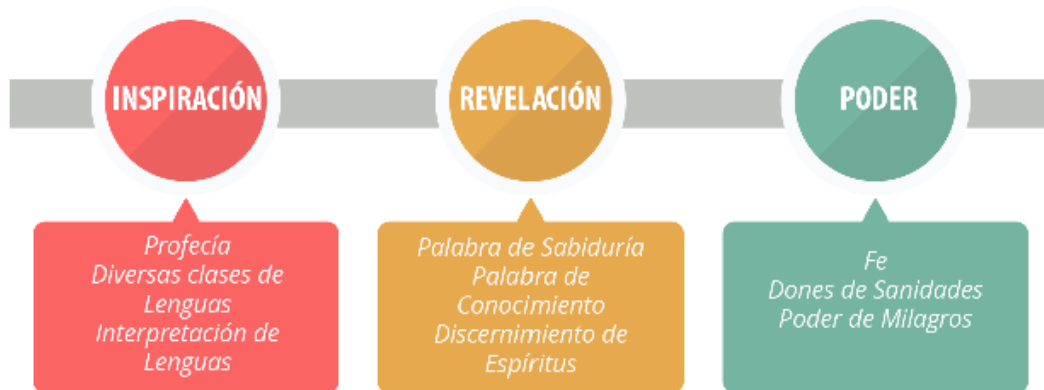 INSPIRACIÓN
REVELACIÓN
PODER
Profecía
Diversas clases de
Lenguas
Interpretación de
Lenguas
Palabra de Sabiduría
Palabra de
Conocimiento
Discernimiento de
Espíritus
Fe
Dones de Sanidades
Poder de Milagros